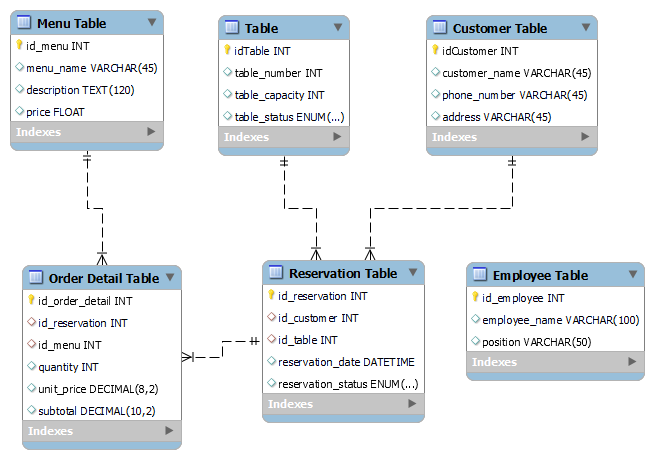 Menu Table
id_menu INT
menu_name VARCHAR(45)
description TEXT(120)
price FLOAT
Indexes
Table
idTable INT
table_number INT
table_capacity INT
table_status ENUM(...)
Indexes
Customer Table
idCustomer INT
customer_name VARCHAR(45)
phone_number VARCHAR(45)
address VARCHAR(45)
Indexes
Order Detail Table
id_order_detail INT
id_reservation INT
id_menu INT
quantity INT
unit_price DECIMAL(8,2)
subtotal DECIMAL(10,2)
Indexes
Reservation Table
id_reservation INT
id_customer INT
id_table INT
reservation_date DATETIME
reservation_status ENUM(...)
Indexes
Employee Table
id_employee INT
employee_name VARCHAR(100)
position VARCHAR(50)
Indexes